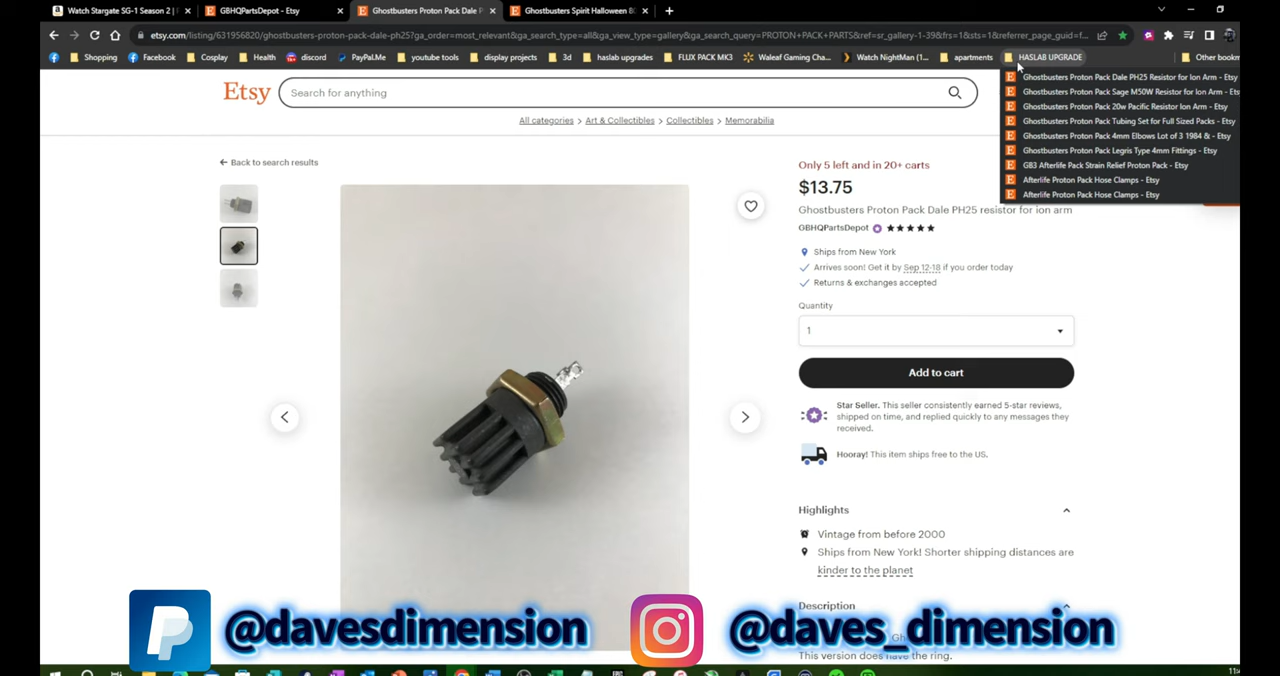 Watch Stargate SG-1 Season 2 |
GBHQPartsDepot - Etsy
Ghostbusters Proton Pack Dale P
Ghostbusters Spirit Halloween 80
etsy.com/listing/631956820/ghostbusters-proton-pack-dale-ph25?ga_order=most_relevant&ga_search_type=all&ga_view_type=gallery&ga_search_query=PROTON+PACK+PARTS&ref=sr_gallery-1-39&frs=1&sts=1&referrer_page_guid=f...
Shopping
Facebook
Cosplay
Health
discord
PayPal.Me
youtube tools
display projects
3d
haslab upgrades
FLUX PACK MK3
Waleaf Gaming Cha...
Watch NightMan (1...
apartments
HASLAB UPGRADE
Other bookm
Ghostbusters Proton Pack Dale PH25 Resistor for Ion Arm - Etsy
Ghostbusters Proton Pack Sage M50W Resistor for Ion Arm - Ets
Ghostbusters Proton Pack 20w Pacific Resistor Ion Arm - Etsy
Ghostbusters Proton Pack Tubing Set for Full Sized Packs - Etsy
Ghostbusters Proton Pack 4mm Elbows Lot of 3 1984 & - Etsy
Ghostbusters Proton Pack Legris Type 4mm Fittings - Etsy
GB3 Afterlife Pack Strain Relief Proton Pack - Etsy
Afterlife Proton Pack Hose Clamps - Etsy
Afterlife Proton Pack Hose Clamps - Etsy
Etsy
Search for anything
All categories > Art & Collectibles > Collectibles > Memorabilia
Back to search results
Only 5 left and in 20+ carts
$13.75
Ghostbusters Proton Pack Dale PH25 resistor for ion arm
GBHQPartsDepot
Ships from New York
Arrives soon! Get it by Sep 12-18 if you order today
Returns & exchanges accepted
Quantity
1
Add to cart
Star Seller. This seller consistently earned 5-star reviews,
shipped on time, and replied quickly to any messages they
received.
Hooray! This item ships free to the US.
Highlights
Vintage from before 2000
Ships from New York! Shorter shipping distances are
kinder to the planet
Description
This version does have the ring.
@davesdimension
@daves_dimension